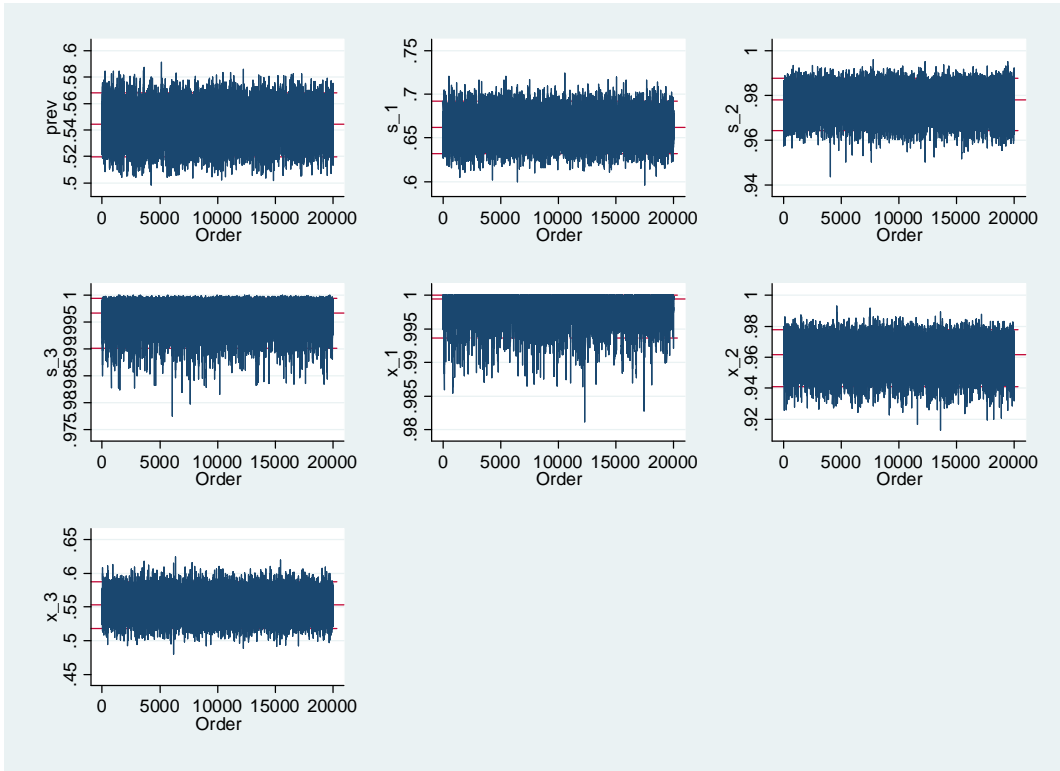 prev
.5 .52 .54 .56 .58 .6
0 5000 10000 15000 20000
Order
s_1
.6 .65 .7 .75
0 5000 10000 15000 20000
Order
s_2
.94 .96 .98 1
0 5000 10000 15000 20000
Order
s_3
.975 .98 .985 .99 .995 1
0 5000 10000 15000 20000
Order
x_1
.98 .985 .99 .995 1
0 5000 10000 15000 20000
Order
x_2
.92 .94 .96 .98 1
0 5000 10000 15000 20000
Order
x_3
.45 .5 .55 .6 .65
0 5000 10000 15000 20000
Order